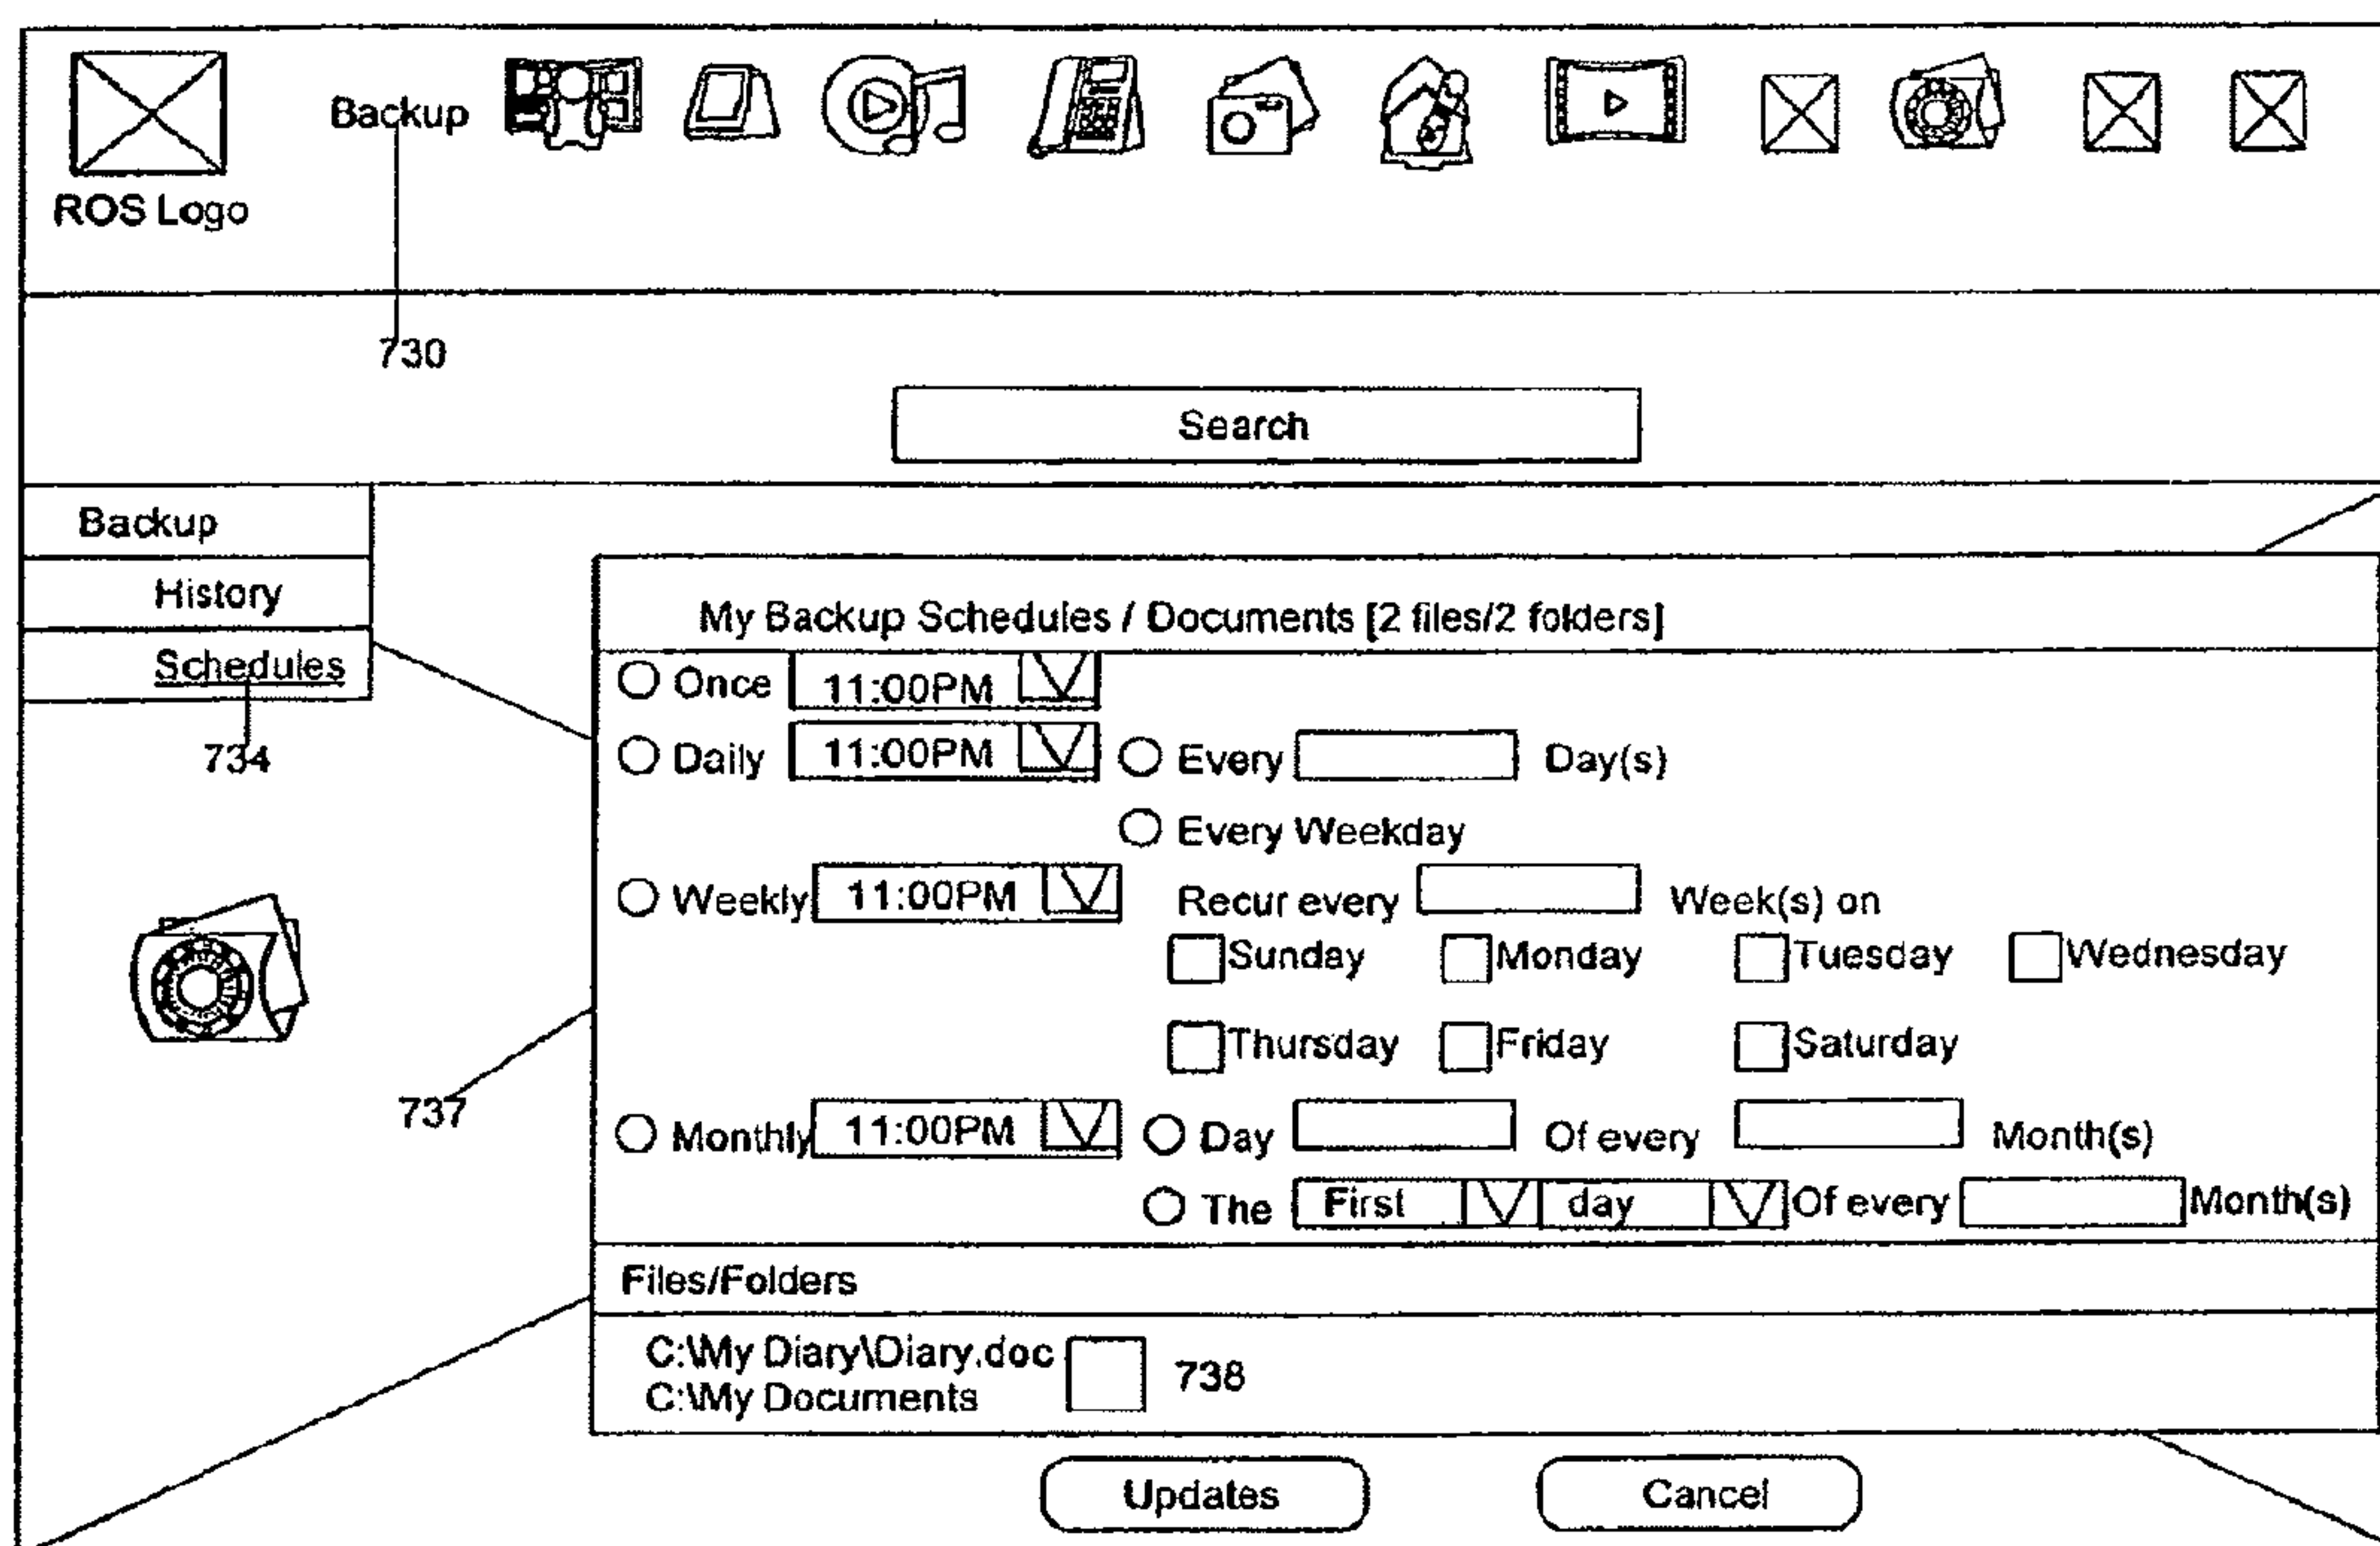 Backup
ROS Logo
730
Search
Backup
History
Schedules
734
737
My Backup Schedules / Documents [2 files/2 folders]
Once 11:00PM
Daily 11:00PM Every Day(s)
Every Weekday
Weekly 11:00PM Recur every Week(s) on
Sunday Monday Tuesday Wednesday
Thursday Friday Saturday
Monthly 11:00PM Day Of every Month(s)
The First day Of every Month(s)
Files/Folders
C:\My Diary\Diary.doc
C:\My Documents
738
Updates Cancel